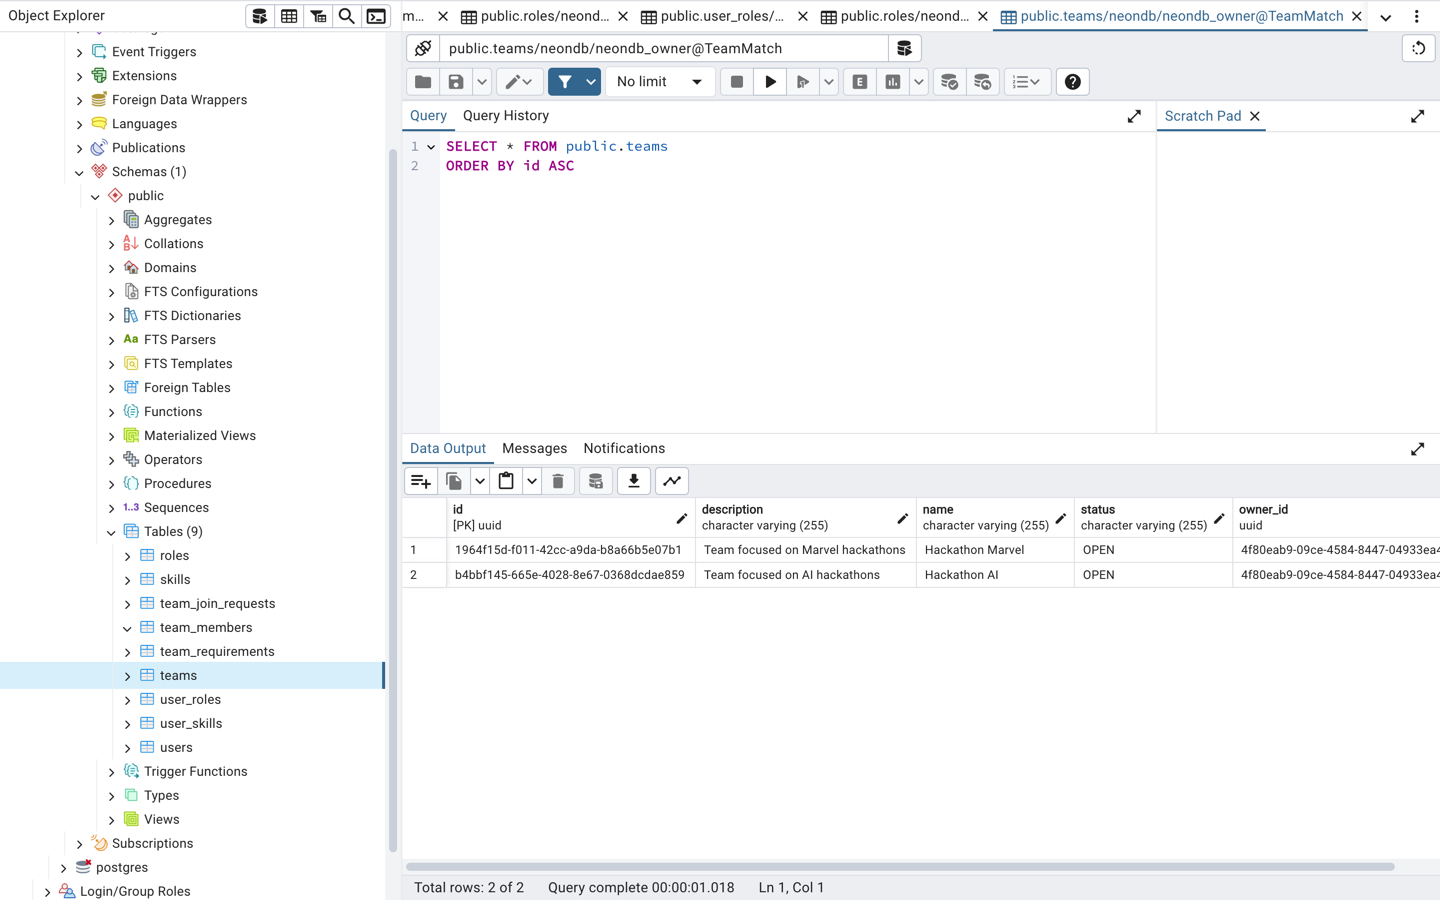 Object Explorer
Event Triggers
Extensions
Foreign Data Wrappers
Languages
Publications
Schemas (1)
public
Aggregates
Collations
Domains
FTS Configurations
FTS Dictionaries
Aa FTS Parsers
FTS Templates
Foreign Tables
Functions
Materialized Views
Operators
Procedures
1..3 Sequences
Tables (9)
roles
skills
team_join_requests
team_members
team_requirements
teams
user_roles
user_skills
users
Trigger Functions
Types
Views
Subscriptions
postgres
Login/Group Roles
m... public.roles/neond... public.user_roles/... public.roles/neond... public.teams/neondb/neondb_owner@TeamMatch
public.teams/neondb/neondb_owner@TeamMatch
No limit
E
Query Query History
Scratch Pad
1 SELECT * FROM public.teams
2 ORDER BY id ASC
Data Output Messages Notifications
id description name status owner_id
[PK] uuid character varying (255) character varying (255) character varying (255) uuid
1 1964f15d-f011-42cc-a9da-b8a66b5e07b1 Team focused on Marvel hackathons Hackathon Marvel OPEN 4f80eab9-09ce-4584-8447-04933ea4
2 b4bbf145-665e-4028-8e67-0368dcdae859 Team focused on AI hackathons Hackathon AI OPEN 4f80eab9-09ce-4584-8447-04933ea4
Total rows: 2 of 2 Query complete 00:00:01.018 Ln 1, Col 1